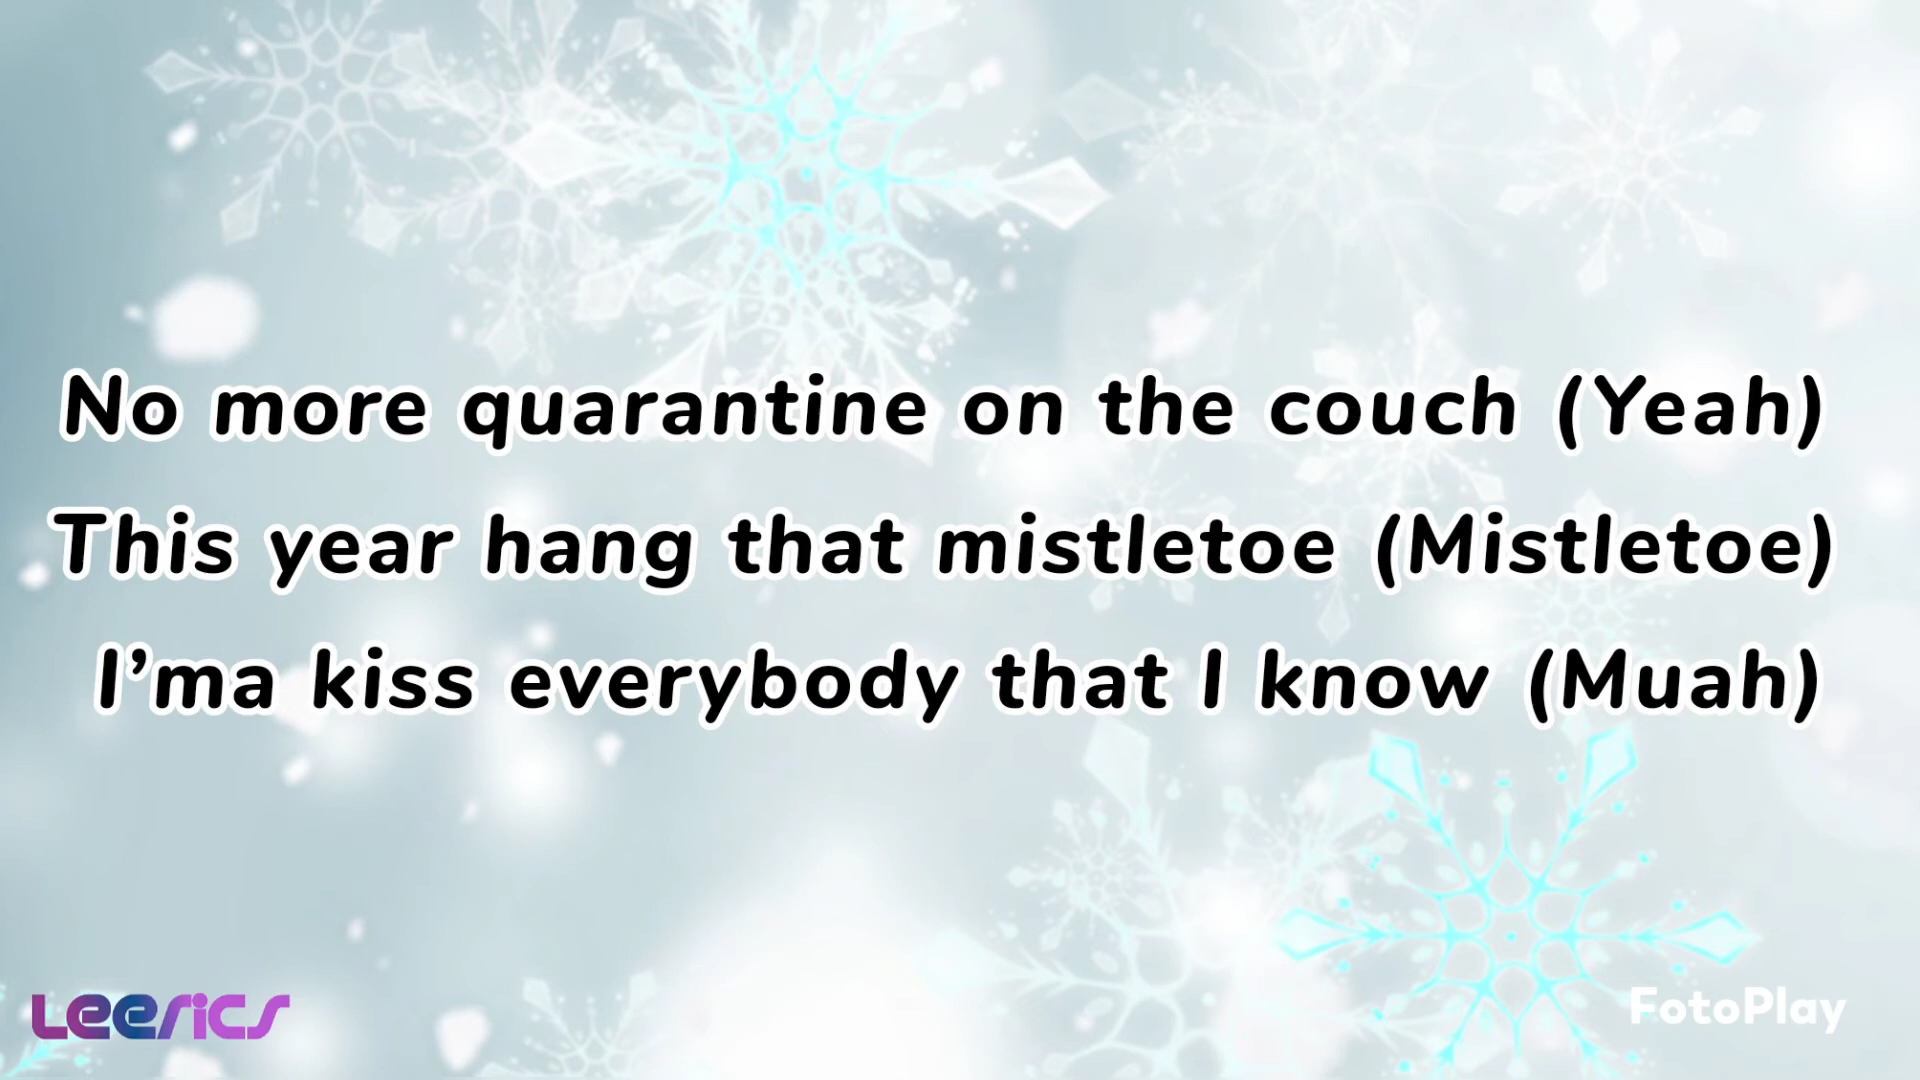 No more quarantine on the couch (Yeah)
This year hang that mistletoe (Mistletoe)
I’ma kiss everybody that I know (Muah)
Leerics
FotoPlay